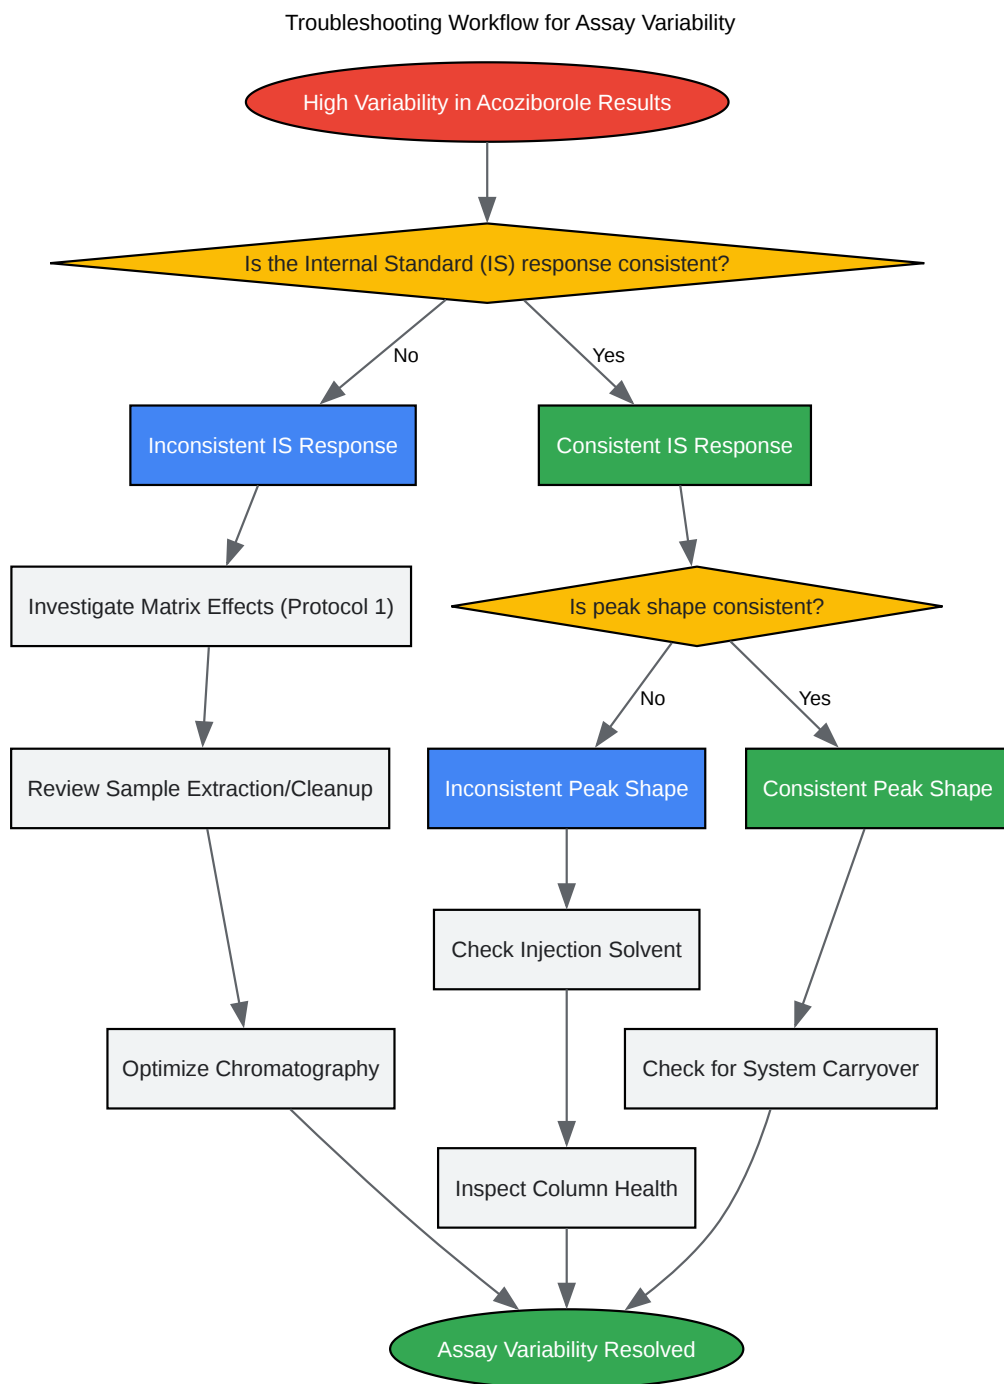 Troubleshooting Workflow for Assay Variability
High Variability in Acoziborole Results
Is the Internal Standard (IS) response consistent?
No
Yes
Inconsistent IS Response
Consistent IS Response
Investigate Matrix Effects (Protocol 1)
Is peak shape consistent?
No
Yes
Review Sample Extraction/Cleanup
Inconsistent Peak Shape
Consistent Peak Shape
Check Injection Solvent
Optimize Chromatography
Check for System Carryover
Inspect Column Health
Assay Variability Resolved